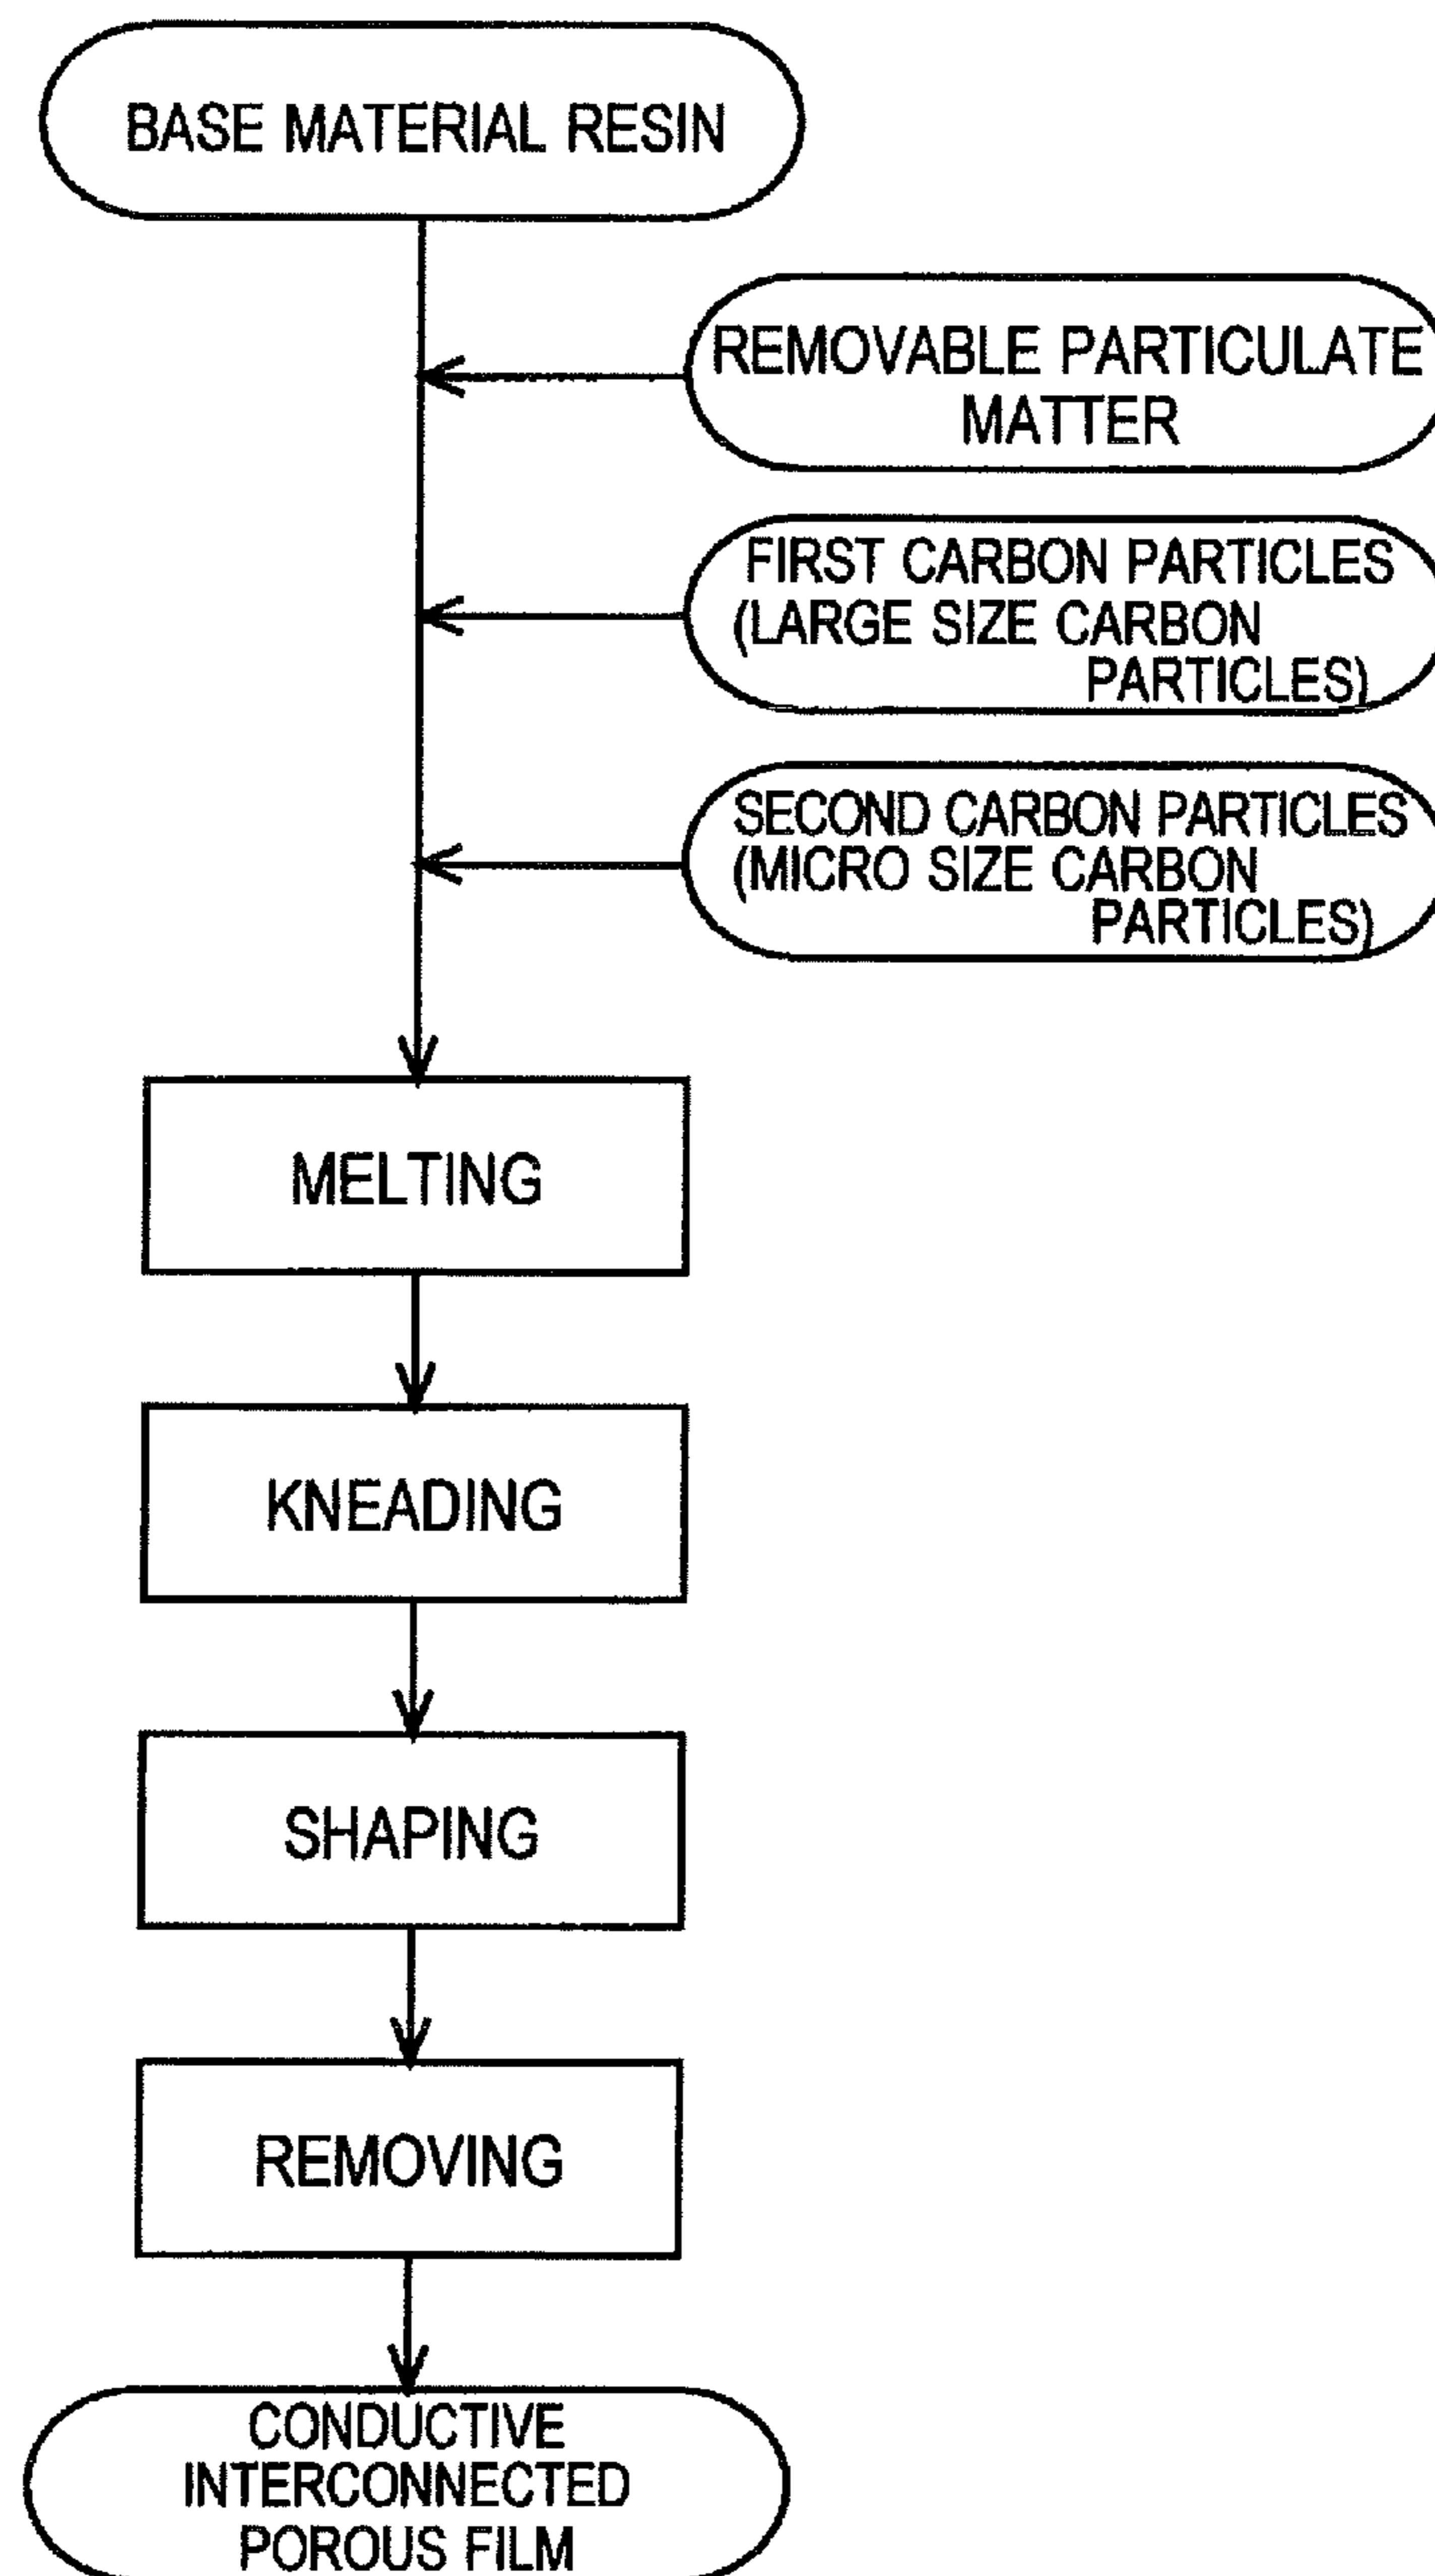 BASE MATERIAL RESIN
REMOVABLE PARTICULATE
MATTER
FIRST CARBON PARTICLES
(LARGE SIZE CARBON
PARTICLES)
SECOND CARBON PARTICLES
(MICRO SIZE CARBON
PARTICLES)
MELTING
KNEADING
SHAPING
REMOVING
CONDUCTIVE
INTERCONNECTED
POROUS FILM